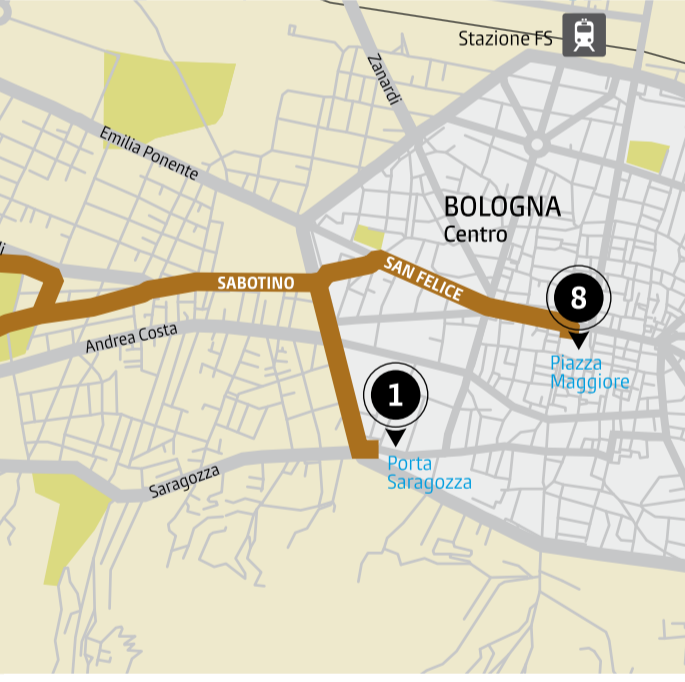 Stazione FS
Zanardi
Emilia Ponente
BOLOGNA
Centro
SABOTINO
SAN FELICE
8
Andrea Costa
Piazza
Maggiore
1
Porta
Saragozza
Saragozza